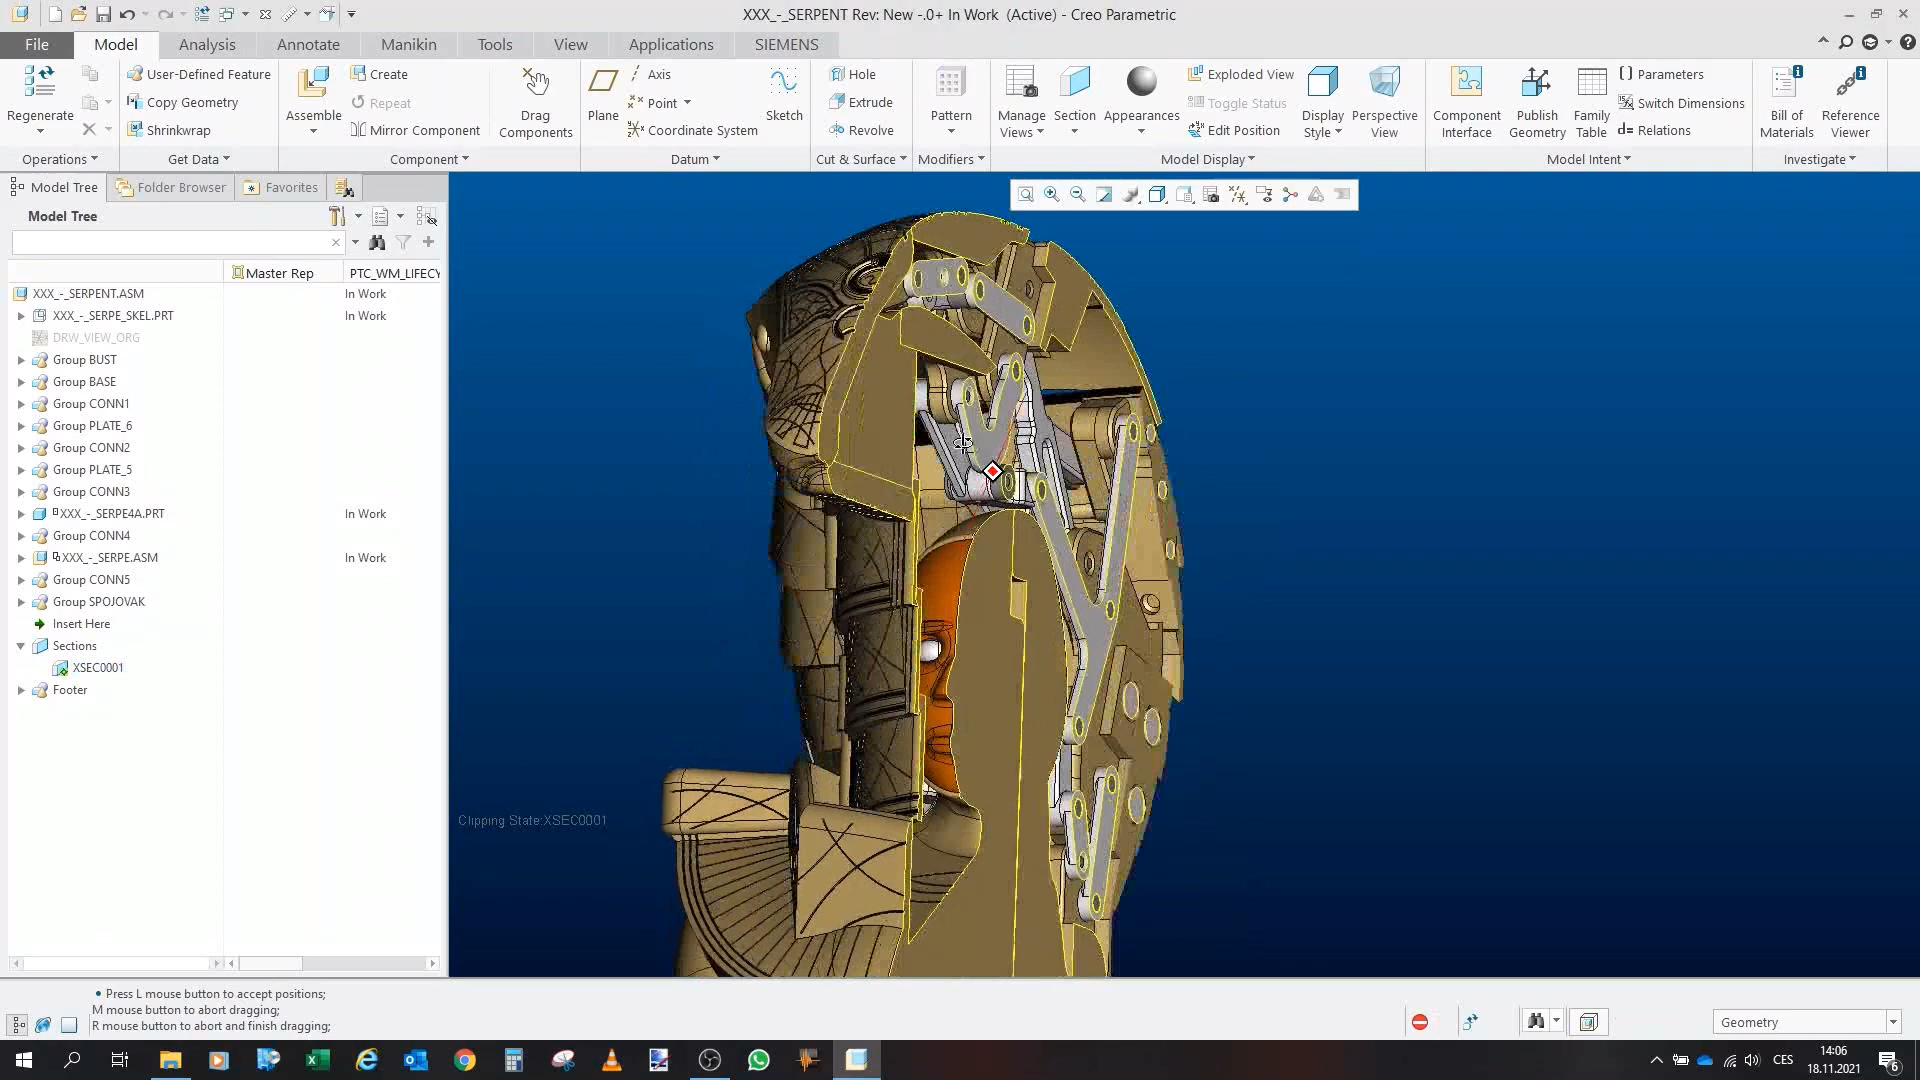 XXX_-_SERPENT Rev: New -.0+ In Work  (Active) - Creo Parametric
File Model Analysis Annotate Manikin Tools View Applications SIEMENS
Regenerate
User-Defined Feature
Copy Geometry
Shrinkwrap
Assemble
Create
Repeat
Mirror Component
Drag
Components
Plane
Axis
Point
Coordinate System
Sketch
Hole
Extrude
Revolve
Pattern
Manage
Views
Section
Appearances
Exploded View
Toggle Status
Edit Position
Display
Style
Perspective
View
Component
Interface
Publish
Geometry
Family
Table
Parameters
Switch Dimensions
Relations
Bill of
Materials
Reference
Viewer
Operations Get Data Component Datum Cut & Surface Modifiers Model Display Model Intent Investigate
Model Tree Folder Browser Favorites
Model Tree
Master Rep PTC_WM_LIFECY
XXX_-_SERPENT.ASM In Work
XXX_-_SERPE_SKEL.PRT In Work
DRW_VIEW_ORG
Group BUST
Group BASE
Group CONN1
Group PLATE_6
Group CONN2
Group PLATE_5
Group CONN3
XXX_-_SERPE4A.PRT In Work
Group CONN4
XXX_-_SERPE.ASM In Work
Group CONN5
Group SPOJOVAK
Insert Here
Sections
XSEC0001
Footer
Clipping State:XSEC0001
• Press L mouse button to accept positions;
M mouse button to abort dragging;
R mouse button to abort and finish dragging;
Geometry
CES
14:06
18.11.2021
6